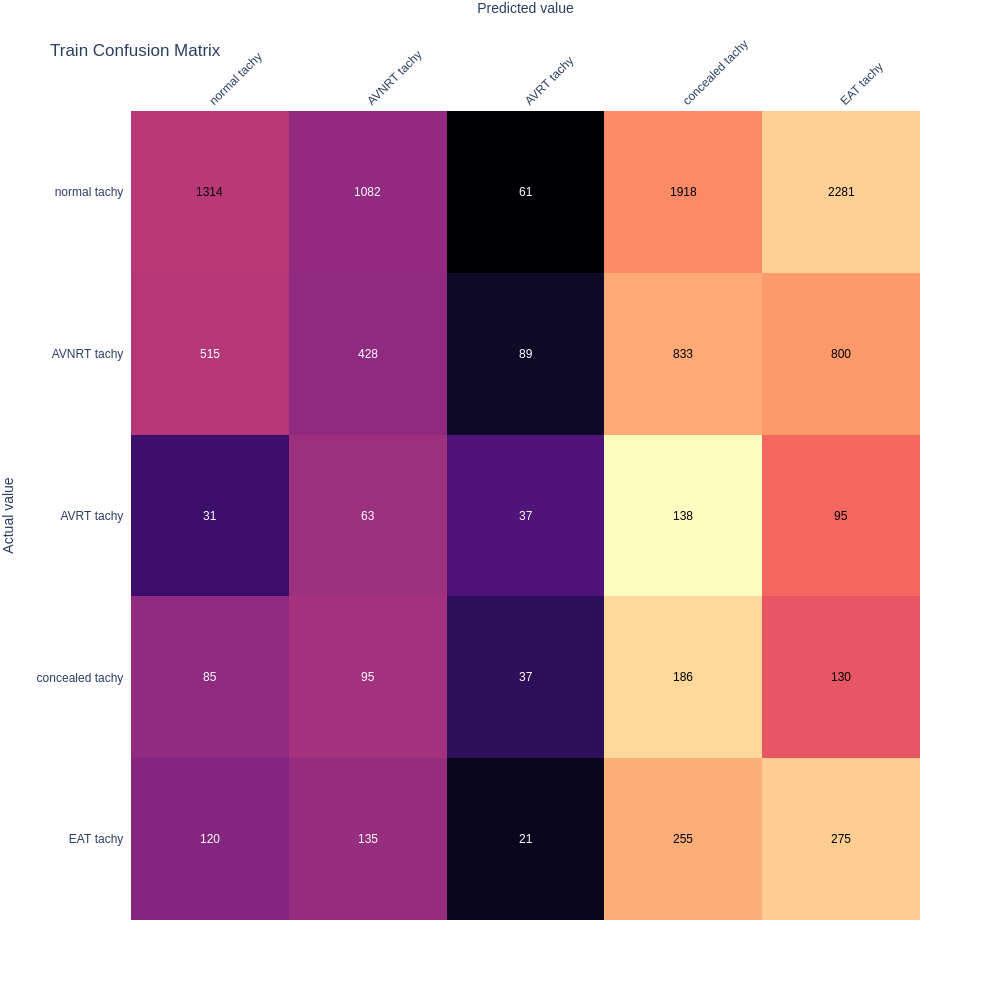 Predicted value
Train Confusion Matrix
normal tachy
AVNRT tachy
AVRT tachy
concealed tachy
EAT tachy
Actual value
normal tachy 1314 1082 61 1918 2281
AVNRT tachy 515 428 89 833 800
AVRT tachy 31 63 37 138 95
concealed tachy 85 95 37 186 130
EAT tachy 120 135 21 255 275